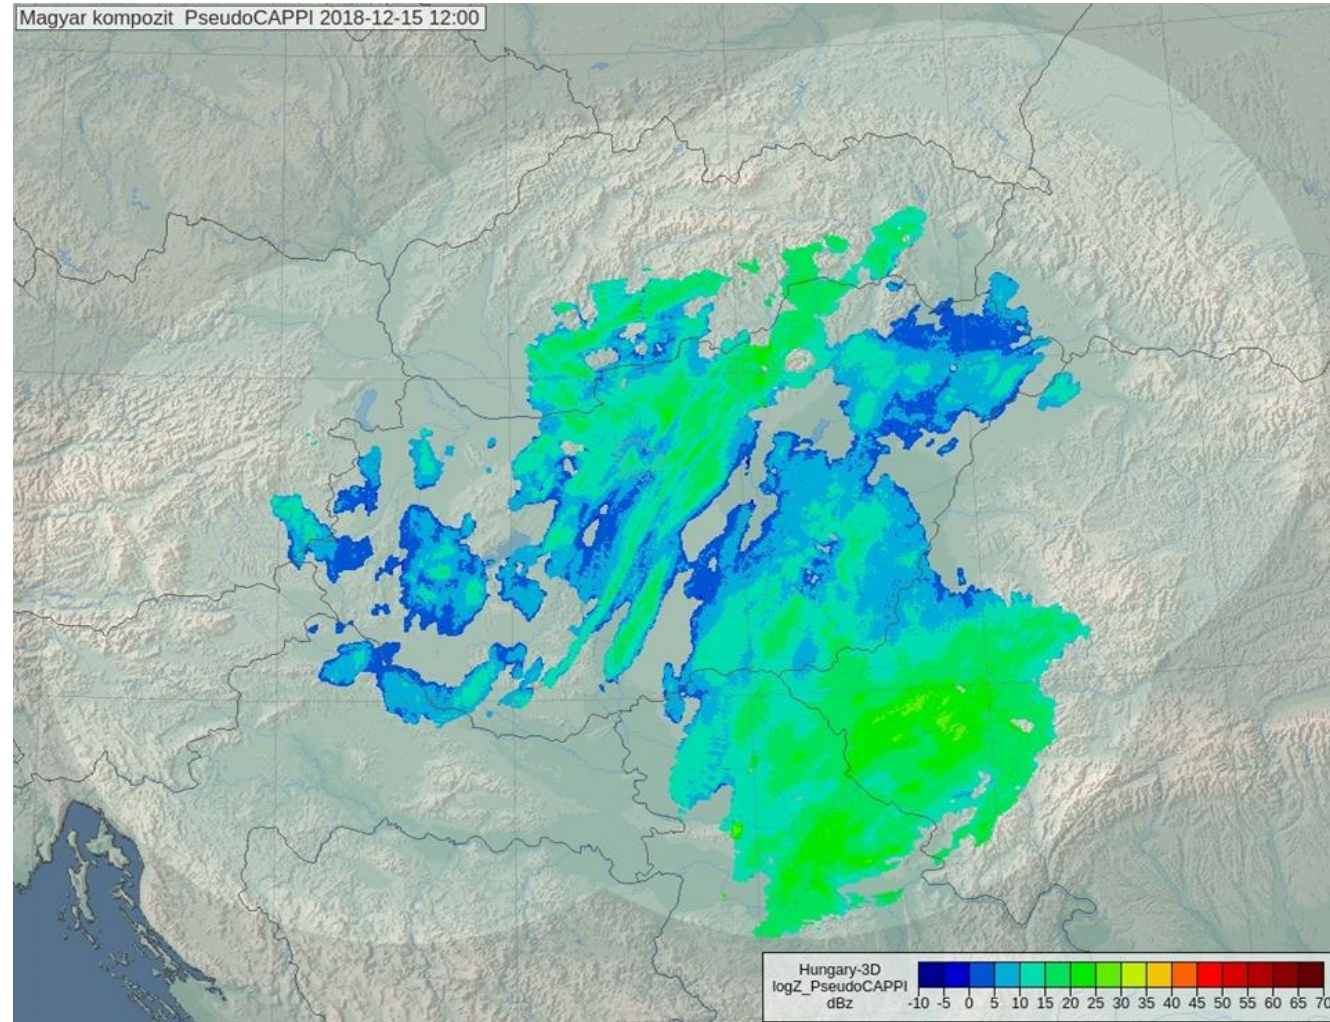 Magyar kompozit PseudoCAPPI 2018-12-15 12:00
Hungary-3D
logZ_PseudoCAPPI
dBz
-10 -5 0 5 10 15 20 25 30 35 40 45 50 55 60 65 70